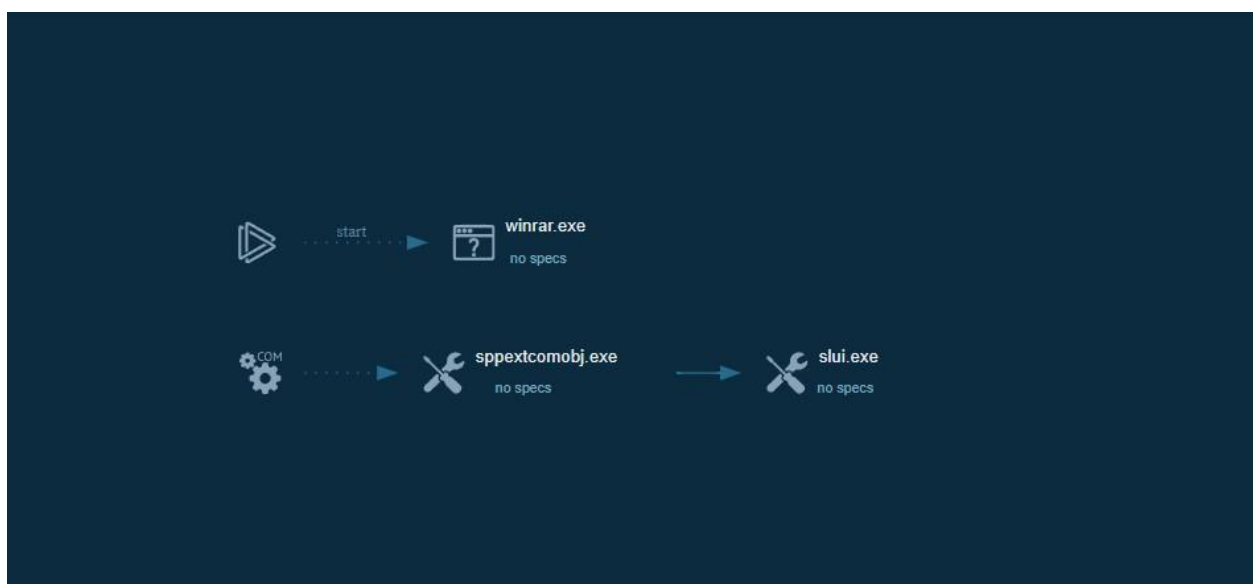 start
winrar.exe
?
no specs
COM
sppextcomobj.exe
no specs
slui.exe
no specs